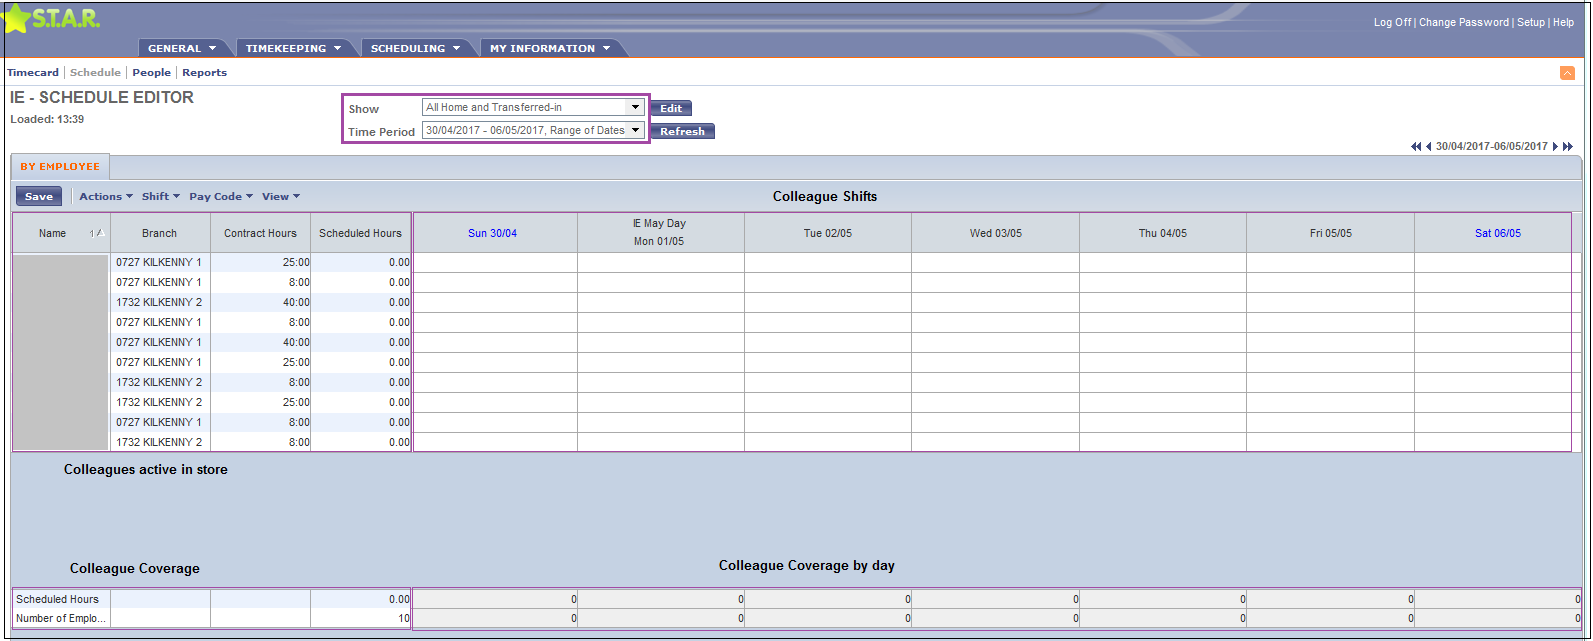 S.T.A.R.
Log Off | Change Password | Setup | Help
GENERAL TIMEKEEPING SCHEDULING MY INFORMATION
Timecard | Schedule | People | Reports
IE - SCHEDULE EDITOR
Loaded: 13:39
Show All Home and Transferred-in Edit
Time Period 30/04/2017 - 06/05/2017, Range of Dates Refresh
30/04/2017-06/05/2017
BY EMPLOYEE
Save Actions Shift Pay Code View Colleague Shifts
Name 1 Branch Contract Hours Scheduled Hours Sun 30/04 IE May Day Mon 01/05 Tue 02/05 Wed 03/05 Thu 04/05 Fri 05/05 Sat 06/05
0727 KILKENNY 1 25:00 0.00
0727 KILKENNY 1 8:00 0.00
1732 KILKENNY 2 40:00 0.00
0727 KILKENNY 1 8:00 0.00
0727 KILKENNY 1 40:00 0.00
0727 KILKENNY 1 25:00 0.00
1732 KILKENNY 2 8:00 0.00
1732 KILKENNY 2 25:00 0.00
0727 KILKENNY 1 8:00 0.00
1732 KILKENNY 2 8:00 0.00
Colleagues active in store
Colleague Coverage Colleague Coverage by day
Scheduled Hours 0.00 0 0 0 0 0 0 0
Number of Emplo... 10 0 0 0 0 0 0 0